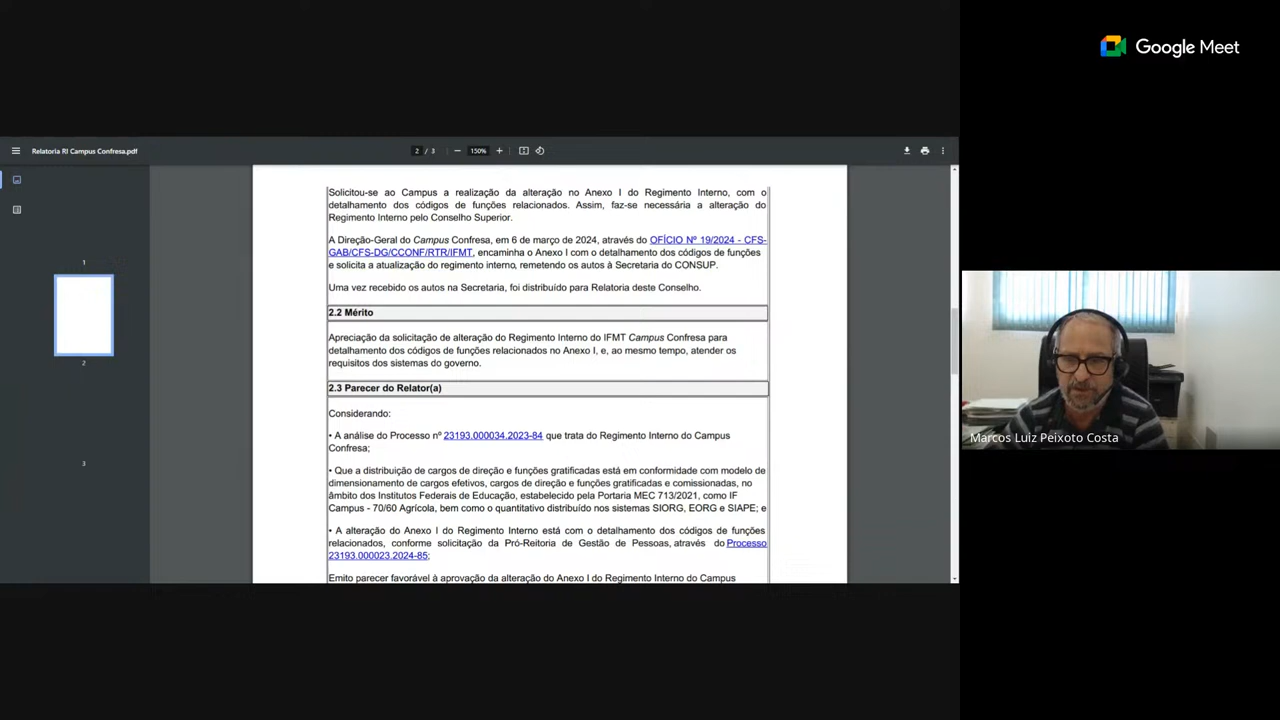 Google Meet
Relatoria RI Campus Confresa.pdf
2 / 3
150%
Solicitou-se ao Campus a realização da alteração no Anexo I do Regimento Interno, com o
detalhamento dos códigos de funções relacionados. Assim, faz-se necessária a alteração do
Regimento Interno pelo Conselho Superior.
A Direção-Geral do Campus Confresa, em 6 de março de 2024, através do OFÍCIO Nº 19/2024 - CFS-
GAB/CFS-DG/CCONF/RTR/IFMT, encaminha o Anexo I com o detalhamento dos códigos de funções
e solicita a atualização do regimento interno, remetendo os autos à Secretaria do CONSUP.
Uma vez recebido os autos na Secretaria, foi distribuído para Relatoria deste Conselho.
2.2 Mérito
Apreciação da solicitação de alteração do Regimento Interno do IFMT Campus Confresa para
detalhamento dos códigos de funções relacionados no Anexo I, e, ao mesmo tempo, atender os
requisitos dos sistemas do governo.
2.3 Parecer do Relator(a)
Considerando:
• A análise do Processo nº 23193.000034.2023-84 que trata do Regimento Interno do Campus
Confresa;
• Que a distribuição de cargos de direção e funções gratificadas está em conformidade com modelo de
dimensionamento de cargos efetivos, cargos de direção e funções gratificadas e comissionadas, no
âmbito dos Institutos Federais de Educação, estabelecido pela Portaria MEC 713/2021, como IF
Campus - 70/60 Agrícola, bem como o quantitativo distribuído nos sistemas SIORG, EORG e SIAPE; e
• A alteração do Anexo I do Regimento Interno está com o detalhamento dos códigos de funções
relacionados, conforme solicitação da Pró-Reitoria de Gestão de Pessoas, através do Processo
23193.000023.2024-85;
Emito parecer favorável à aprovação da alteração do Anexo I do Regimento Interno do Campus
1
2
3
Marcos Luiz Peixoto Costa